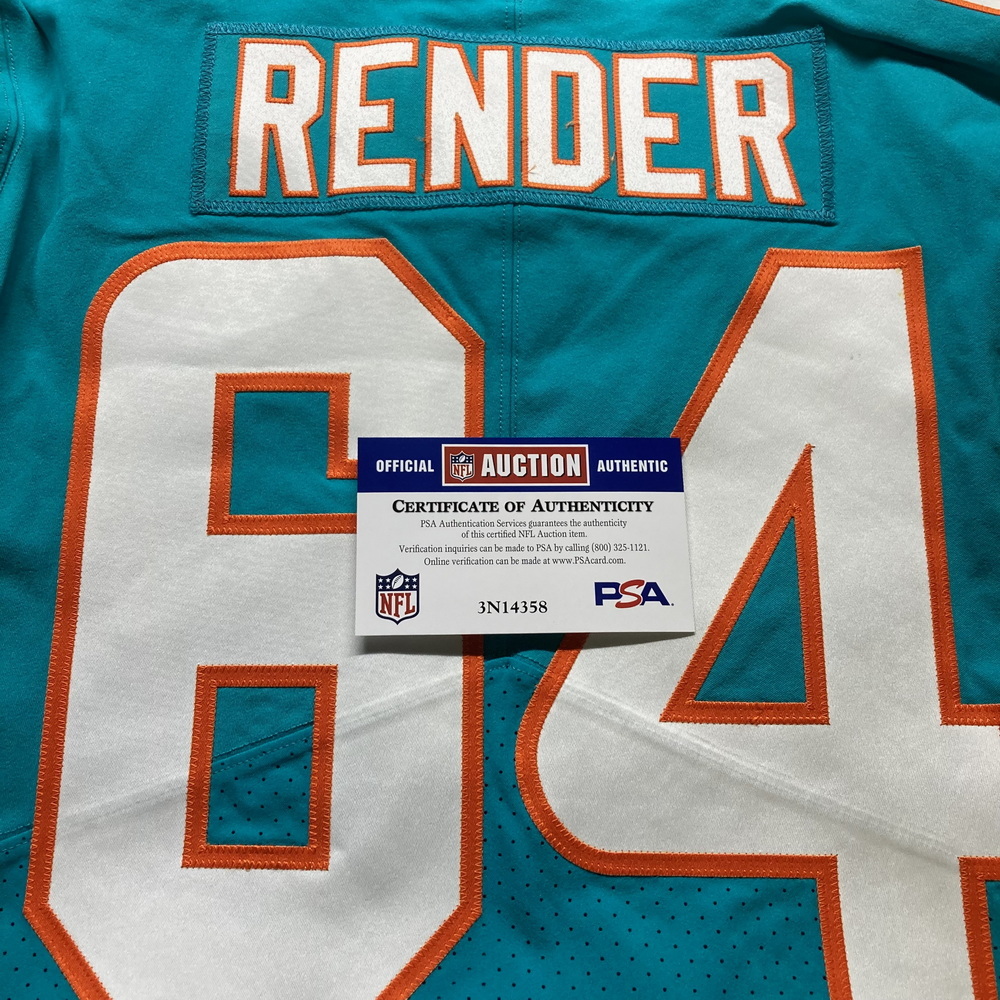 RENDER
64
OFFICIAL NFL AUCTION AUTHENTIC
CERTIFICATE OF AUTHENTICITY
PSA Authentication Services guarantees the authenticity
of this certified NFL Auction item.
Verification inquiries can be made to PSA by calling (800) 325-1121.
Online verification can be made at www.PSAcard.com.
NFL 3N14358 PSA